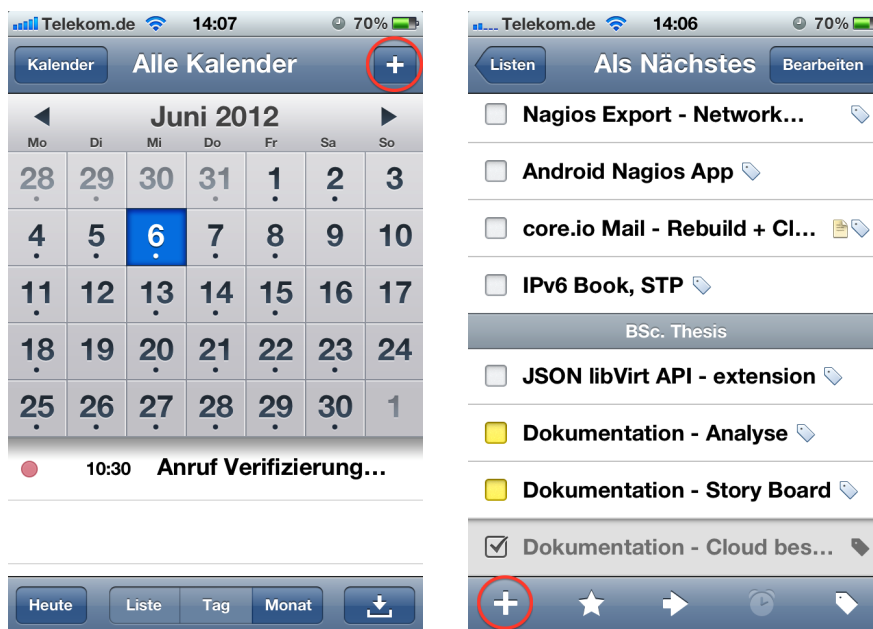 Telekom.de 14:07 70%
Kalender Alle Kalender +
Juni 2012
Mo Di Mi Do Fr Sa So
28 29 30 31 1 2 3
4 5 6 7 8 9 10
11 12 13 14 15 16 17
18 19 20 21 22 23 24
25 26 27 28 29 30 1
10:30 Anruf Verifizierung...
Heute Liste Tag Monat
Telekom.de 14:06 70%
Listen Als Nächstes Bearbeiten
Nagios Export - Network...
Android Nagios App
core.io Mail - Rebuild + Cl...
IPv6 Book, STP
BSc. Thesis
JSON libVirt API - extension
Dokumentation - Analyse
Dokumentation - Story Board
Dokumentation - Cloud bes...
+